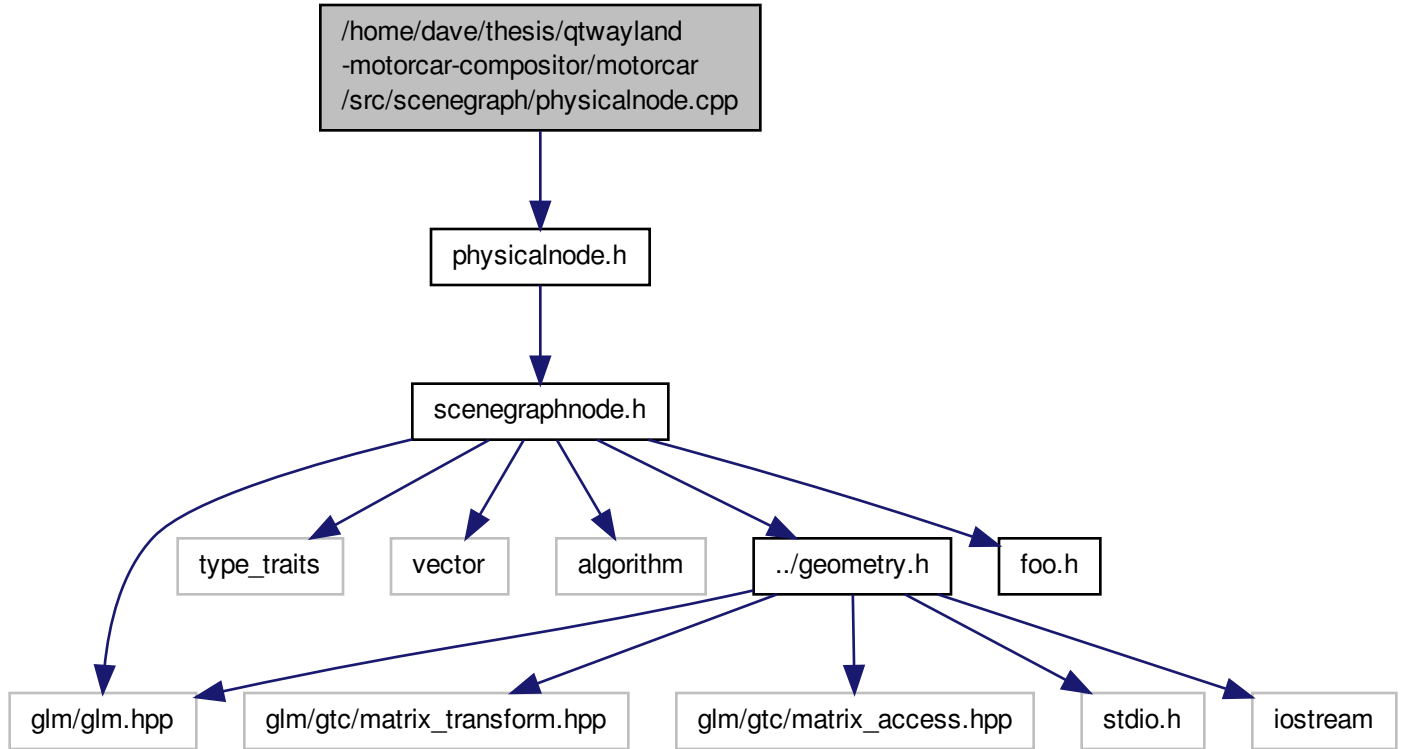 /home/dave/thesis/qtwayland
-motorcar-compositor/motorcar
/src/scenegraph/physicalnode.cpp
physicalnode.h
scenegraphnode.h
type_traits
vector
algorithm
../geometry.h
foo.h
glm/glm.hpp
glm/gtc/matrix_transform.hpp
glm/gtc/matrix_access.hpp
stdio.h
iostream